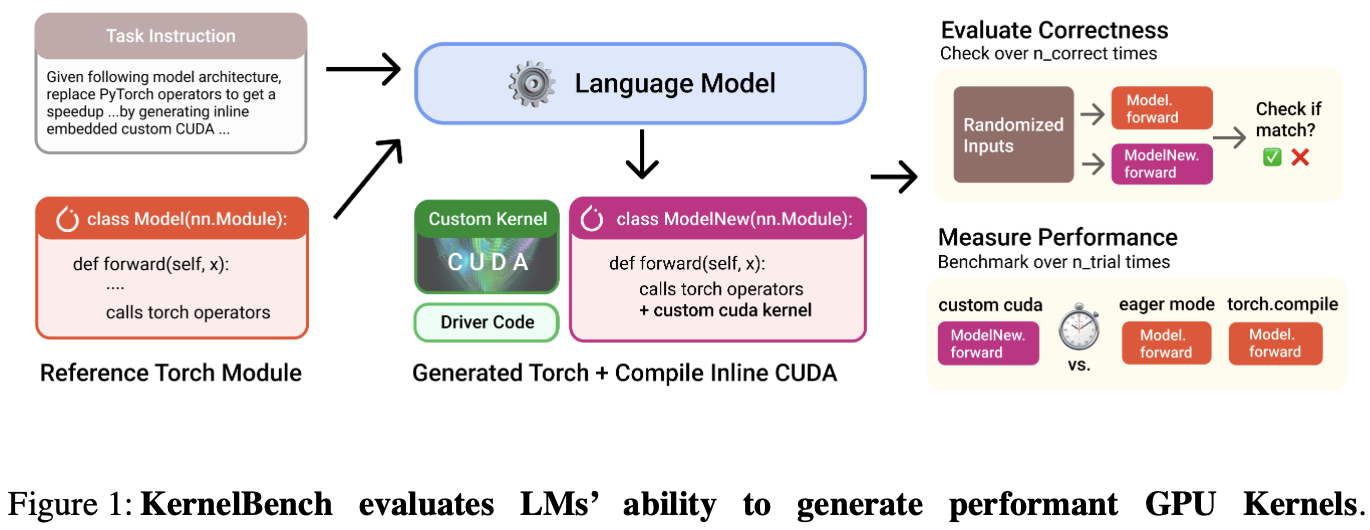 Task Instruction
Given following model architecture,
replace PyTorch operators to get a
speedup ...by generating inline
embedded custom CUDA ...
class Model(nn.Module):
def forward(self, x):
....
calls torch operators
Reference Torch Module
Language Model
Custom Kernel
CUDA
Driver Code
class ModelNew(nn.Module):
def forward(self, x):
calls torch operators
+ custom cuda kernel
Generated Torch + Compile Inline CUDA
Evaluate Correctness
Check over n_correct times
Randomized
Inputs
Model.
forward
ModelNew.
forward
Check if
match?
Measure Performance
Benchmark over n_trial times
custom cuda
ModelNew.
forward
vs.
eager mode
Model.
forward
torch.compile
Model.
forward
Figure 1: KernelBench evaluates LMs’ ability to generate performant GPU Kernels.